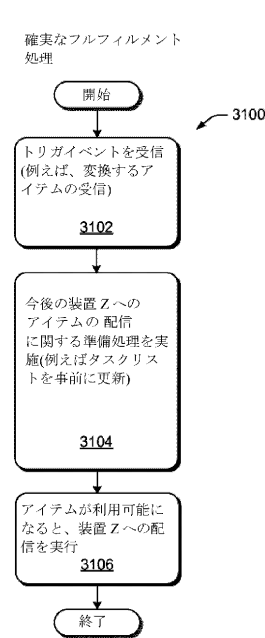 確実なフルフィルメント
処理
開始
3100
トリガイベントを受信
(例えば、変換するア
イテムの受信)
3102
今後の装置 Z への
アイテムの 配信
に関する準備処理を実
施(例えばタスクリス
トを事前に更新)
3104
アイテムが利用可能に
なると、装置 Z への配
信を実行
3106
終了